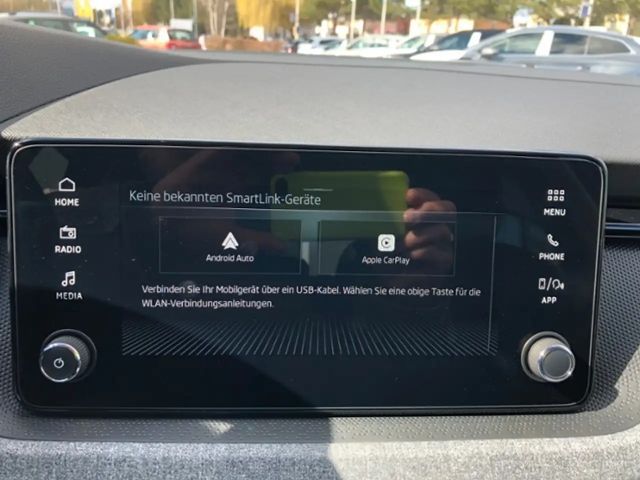 Keine bekannten SmartLink-Geräte
HOME
RADIO
MEDIA
Android Auto
Apple CarPlay
Verbinden Sie Ihr Mobilgerät über ein USB-Kabel. Wählen Sie eine obige Taste für die
WLAN-Verbindungsanleitungen.
MENU
PHONE
APP